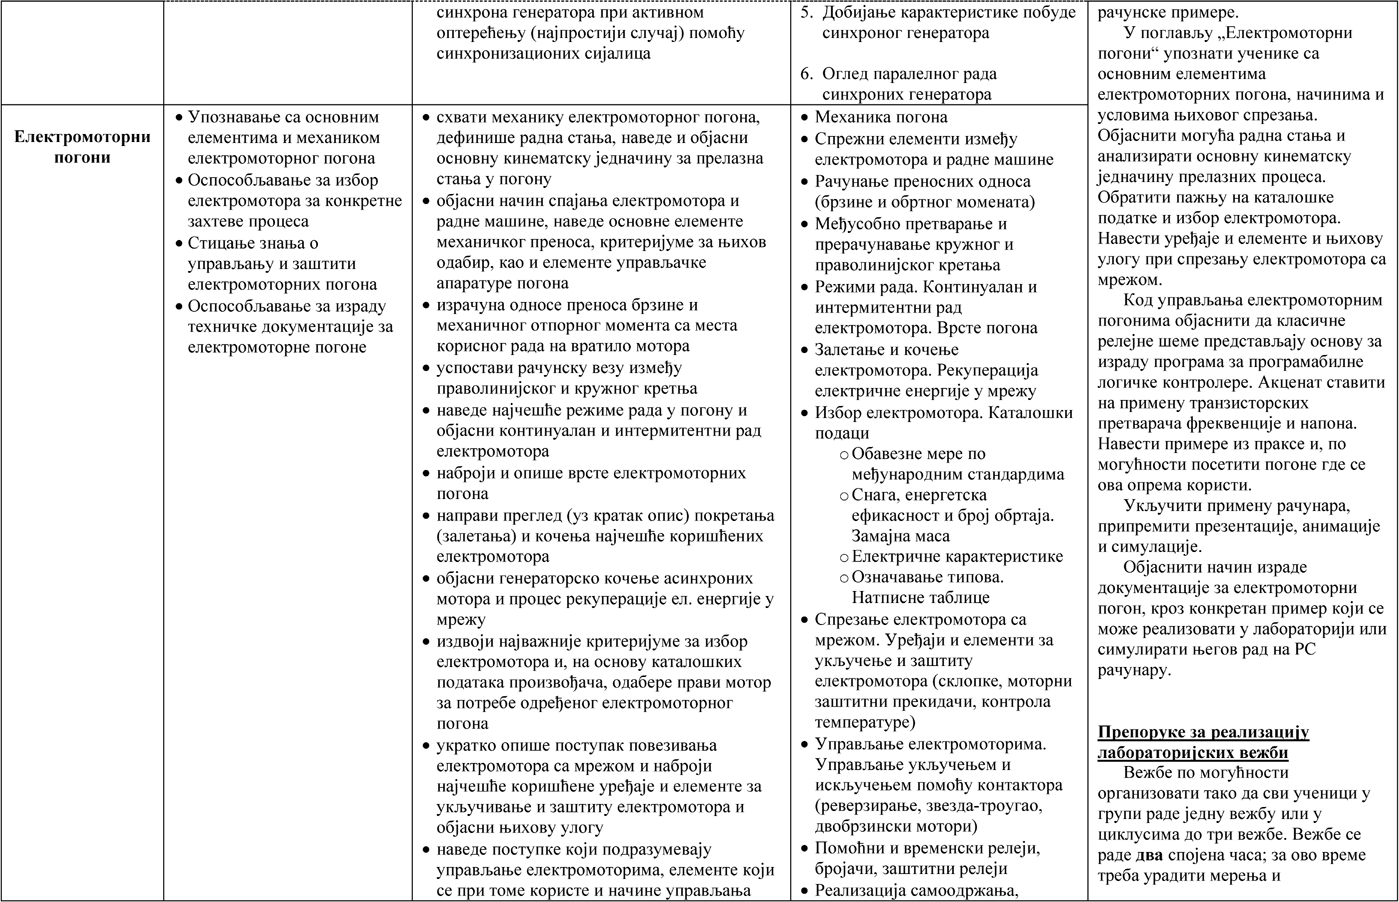 синхрона генератора при активном
оптерећењу (најпростији случај) помоћу
синхронизационих сијалица
5. Добијање карактеристике побуде
синхроног генератора
6. Оглед паралелног рада
синхроних генератора
Електромоторни
погони
• Упознавање са основним
елементима и механиком
електромоторног погона
• Оспособљавање за избор
електромотора за конкретне
захтеве процеса
• Стицање знања о
управљању и заштити
електромоторних погона
• Оспособљавање за израду
техничке документације за
електромоторне погоне
• схвати механику електромоторног погона,
дефинише радна стања, наведе и објасни
основну кинематску једначину за прелазна
стања у погону
• објасни начин спајања електромотора и
радне машине, наведе основне елементе
механичког преноса, критеријуме за њихов
одабир, као и елементе управљачке
апаратуре погона
• израчуна односе преноса брзине и
механичног отпорног момента са места
корисног рада на вратило мотора
• успостави рачунску везу између
праволинијског и кружног кретња
• наведе најчешће режиме рада у погону и
објасни континуалан и интермитентни рад
електромотора
• наброји и опише врсте електромоторних
погона
• направи преглед (уз кратак опис) покретања
(залетања) и кочења најчешће коришћених
електромотора
• објасни генераторско кочење асинхроних
мотора и процес рекуперације ел. енергије у
мрежу
• издвоји најважније критеријуме за избор
електромотора и, на основу каталошких
података произвођача, одабере прави мотор
за потребе одређеног електромоторног
погона
• укратко опише поступак повезивања
електромотора са мрежом и наброји
најчешће коришћене уређаје и елементе за
укључивање и заштиту електромотора и
објасни њихову улогу
• наведе поступке који подразумевају
управљање електромоторима, елементе који
се при томе користе и начине управљања
• Механика погона
• Спрежни елементи између
електромотора и радне машине
• Рачунање преносних односа
(брзине и обртног момената)
• Међусобно претварање и
прерачунавање кружног и
праволинијског кретања
• Режими рада. Континуалан и
интермитентни рад
електромотора. Врсте погона
• Залетање и кочење
електромотора. Рекуперација
електричне енергије у мрежу
• Избор електромотора. Каталошки
подаци
o Обавезне мере по
међународним стандардима
o Снага, енергетска
ефикасност и број обртаја.
Замајна маса
o Електричне карактеристике
o Означавање типова.
Натписне таблице
• Спрезање електромотора са
мрежом. Уређаји и елементи за
укључење и заштиту
електромотора (склопке, моторни
заштитни прекидачи, контрола
температуре)
• Управљање електромоторима.
Управљање укључењем и
искључењем помоћу контактора
(реверзирање, звезда-троугао,
двобрзински мотори)
• Помоћни и временски релеји,
бројачи, заштитни релеји
• Реализација самоодржања,
рачунске примере.
У поглављу „Електромоторни
погони“ упознати ученике са
основним елементима
електромоторних погона, начинима и
условима њиховог спрезања.
Објаснити могућа радна стања и
анализирати основну кинематску
једначину прелазних процеса.
Обратити пажњу на каталошке
податке и избор електромотора.
Навести уређаје и елементе и њихову
улогу при спрезању електромотора са
мрежом.
Код управљања електромоторним
погонима објаснити да класичне
релејне шеме представљају основу за
израду програма за програмабилне
логичке контролере. Акценат ставити
на примену транзисторских
претварача фреквенције и напона.
Навести примере из праксе и, по
могућности посетити погоне где се
ова опрема користи.
Укључити примену рачунара,
припремити презентације, анимације
и симулације.
Објаснити начин израде
документације за електромоторни
погон, кроз конкретан пример који се
може реализовати у лабораторији или
симулирати његов рад на PC
рачунару.
Препоруке за реализацију
лабораторијских вежби
Вежбе по могућности
организовати тако да сви ученици у
групи раде једну вежбу или у
циклусима до три вежбе. Вежбе се
раде два спојена часа; за ово време
треба урадити мерења и